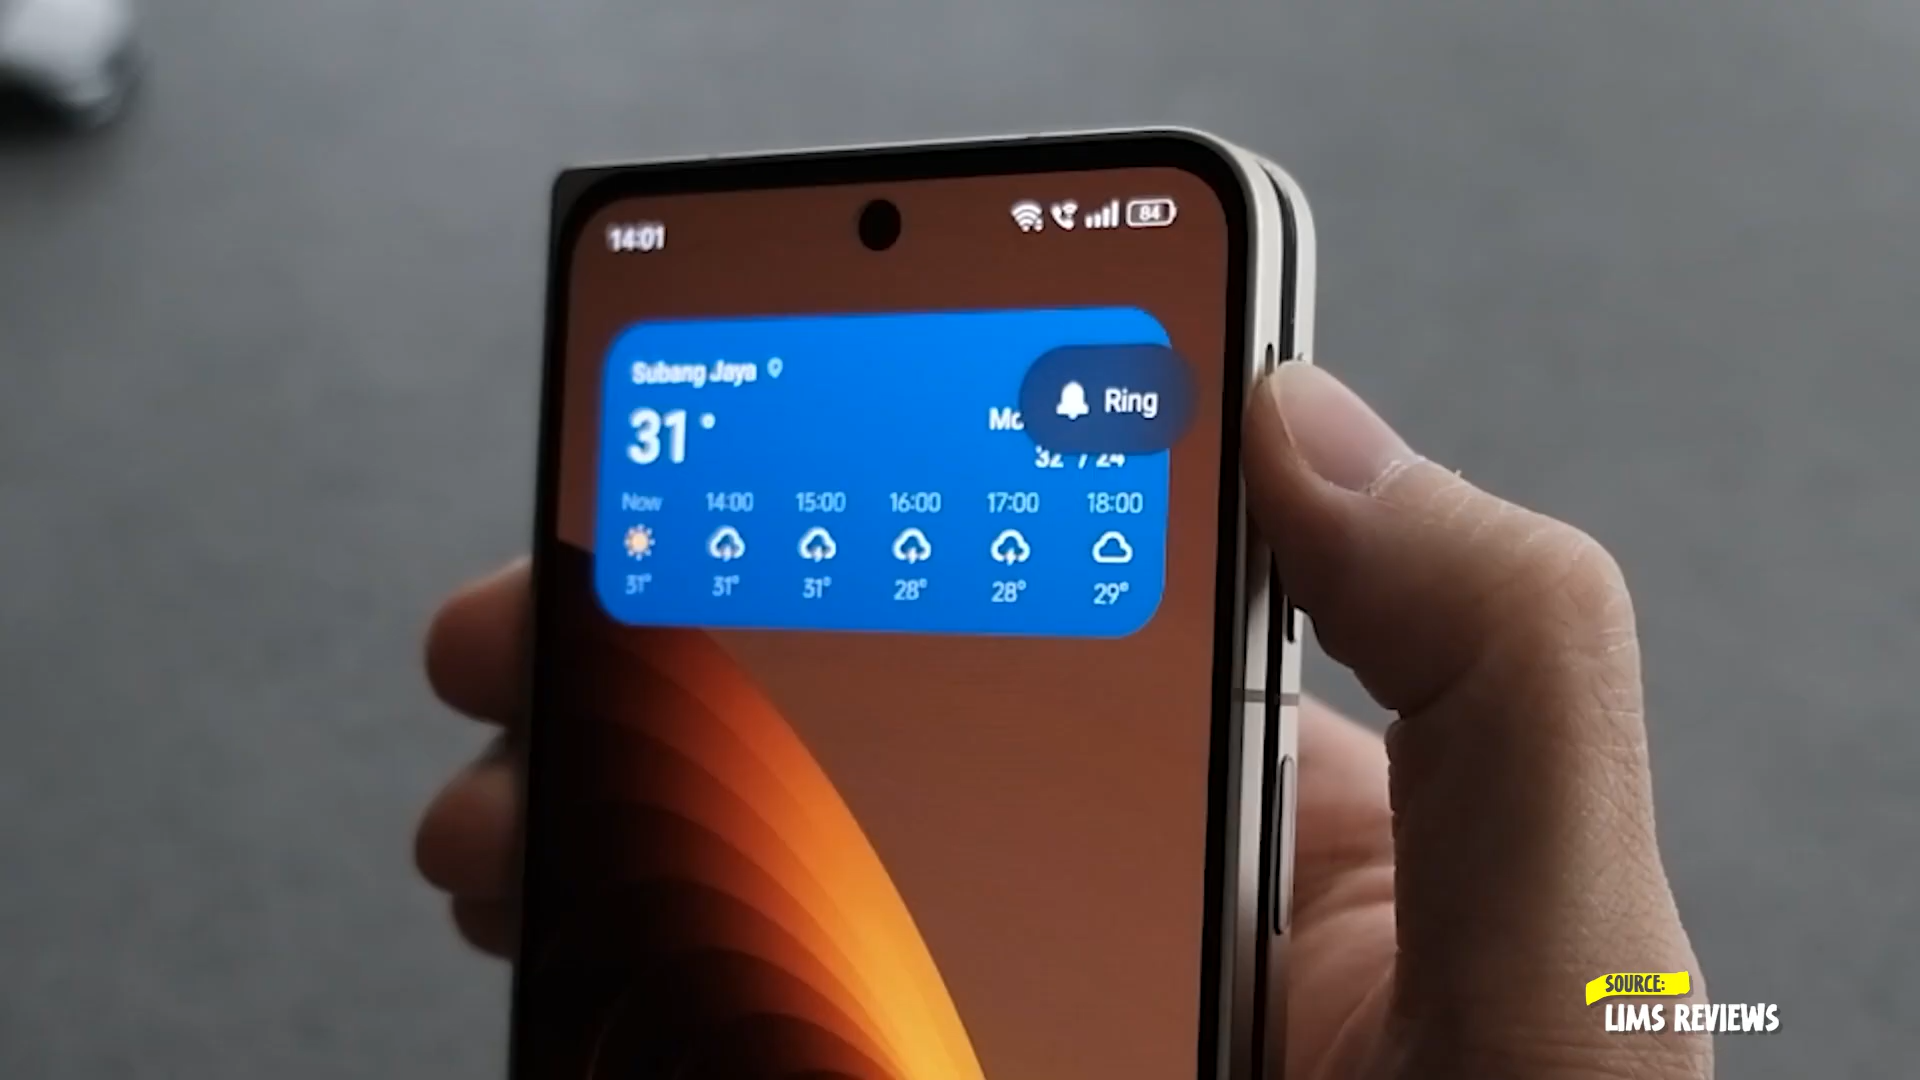 14:01
84
Subang Jaya
31°
Ring
Now 14:00 15:00 16:00 17:00 18:00
31° 31° 31° 28° 28° 29°
SOURCE:
LIMS REVIEWS